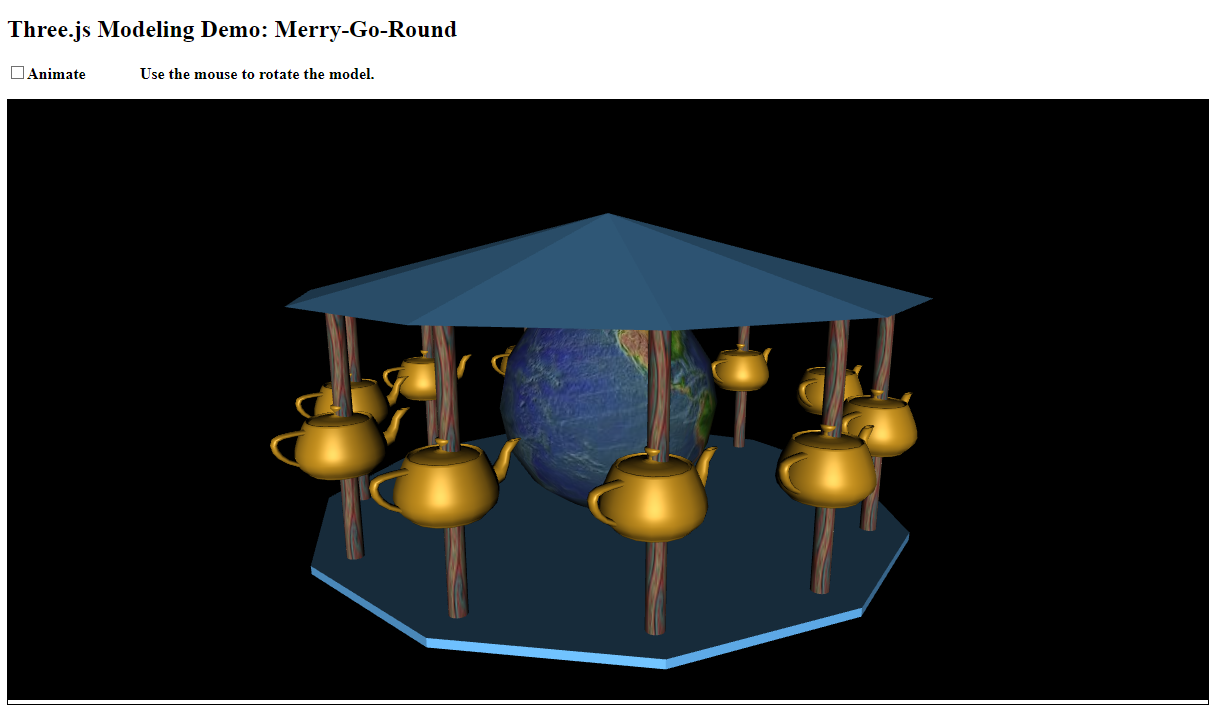 Three.js Modeling Demo: Merry-Go-Round
Animate Use the mouse to rotate the model.